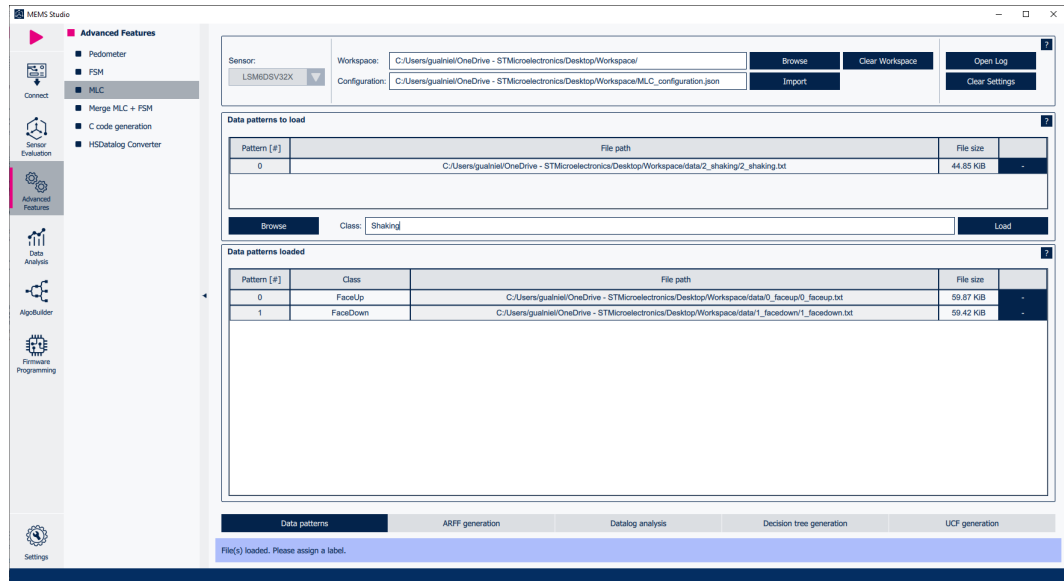 MEMS Studio
Connect
Sensor
Evaluation
Advanced
Features
Data
Analysis
AlgoBuilder
Firmware
Programming
Settings
Advanced Features
Pedometer
FSM
MLC
Merge MLC + FSM
C code generation
HSDatalog Converter
?
Sensor:
LSM6DSV32X
Workspace: C:/Users/gualniel/OneDrive - STMicroelectronics/Desktop/Workspace/ Browse Clear Workspace Open Log
Configuration: C:/Users/gualniel/OneDrive - STMicroelectronics/Desktop/Workspace/MLC_configuration.json Import Clear Settings
Data patterns to load ?
Pattern [#] File path File size
0 C:/Users/gualniel/OneDrive - STMicroelectronics/Desktop/Workspace/data/2_shaking/2_shaking.txt 44.85 KiB -
Browse Class: Shaking Load
Data patterns loaded ?
Pattern [#] Class File path File size
0 FaceUp C:/Users/gualniel/OneDrive - STMicroelectronics/Desktop/Workspace/data/0_faceup/0_faceup.txt 59.87 KiB -
1 FaceDown C:/Users/gualniel/OneDrive - STMicroelectronics/Desktop/Workspace/data/1_facedown/1_facedown.txt 59.42 KiB -
Data patterns ARFF generation Datalog analysis Decision tree generation UCF generation
File(s) loaded. Please assign a label.